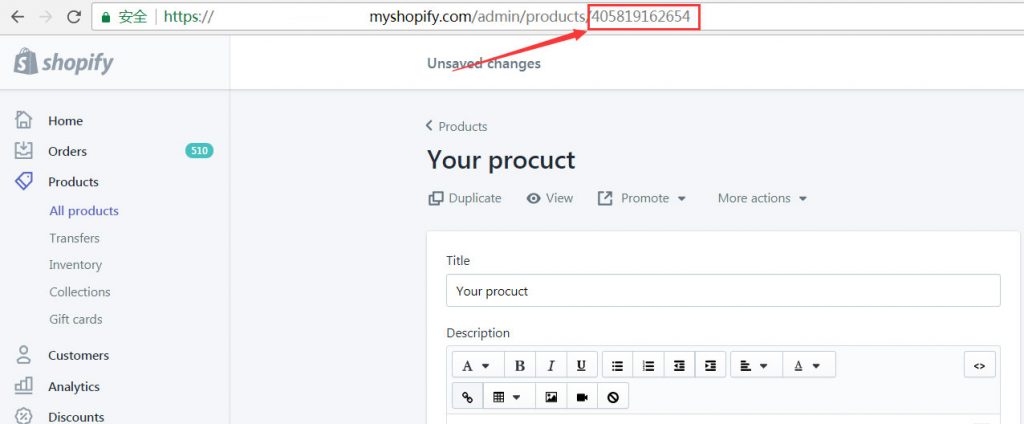 安全 https:// myshopify.com/admin/products/405819162654
shopify
Unsaved changes
Home
Orders 510
Products
All products
Transfers
Inventory
Collections
Gift cards
Customers
Analytics
Discounts
Products
Your procuct
Duplicate View Promote More actions
Title
Your procuct
Description
A B I U A <>